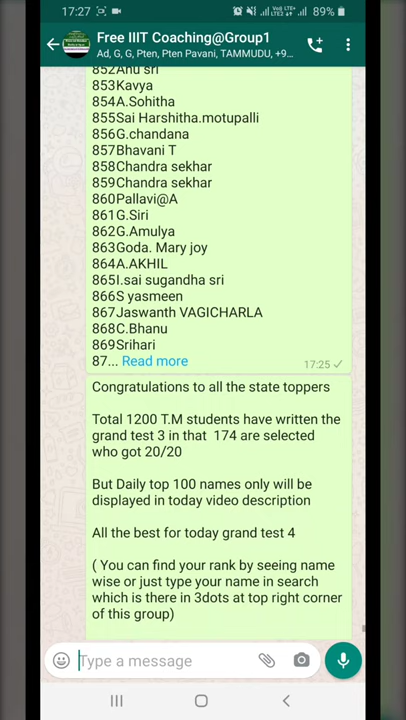 17:27
Vo) LTE+
LTE2
89%
Free IIIT Coaching@Group1
Ad, G, G, Pten, Pten Pavani, TAMMUDU, +9...
852Anu sri
853Kavya
854A.Sohitha
855Sai Harshitha.motupalli
856G.chandana
857Bhavani T
858Chandra sekhar
859Chandra sekhar
860Pallavi@A
861G.Siri
862G.Amulya
863Goda. Mary joy
864A.AKHIL
865I.sai sugandha sri
866S yasmeen
867Jaswanth VAGICHARLA
868C.Bhanu
869Srihari
87... Read more
17:25
Congratulations to all the state toppers
Total 1200 T.M students have written the
grand test 3 in that 174 are selected
who got 20/20
But Daily top 100 names only will be
displayed in today video description
All the best for today grand test 4
( You can find your rank by seeing name
wise or just type your name in search
which is there in 3dots at top right corner
of this group)
Type a message